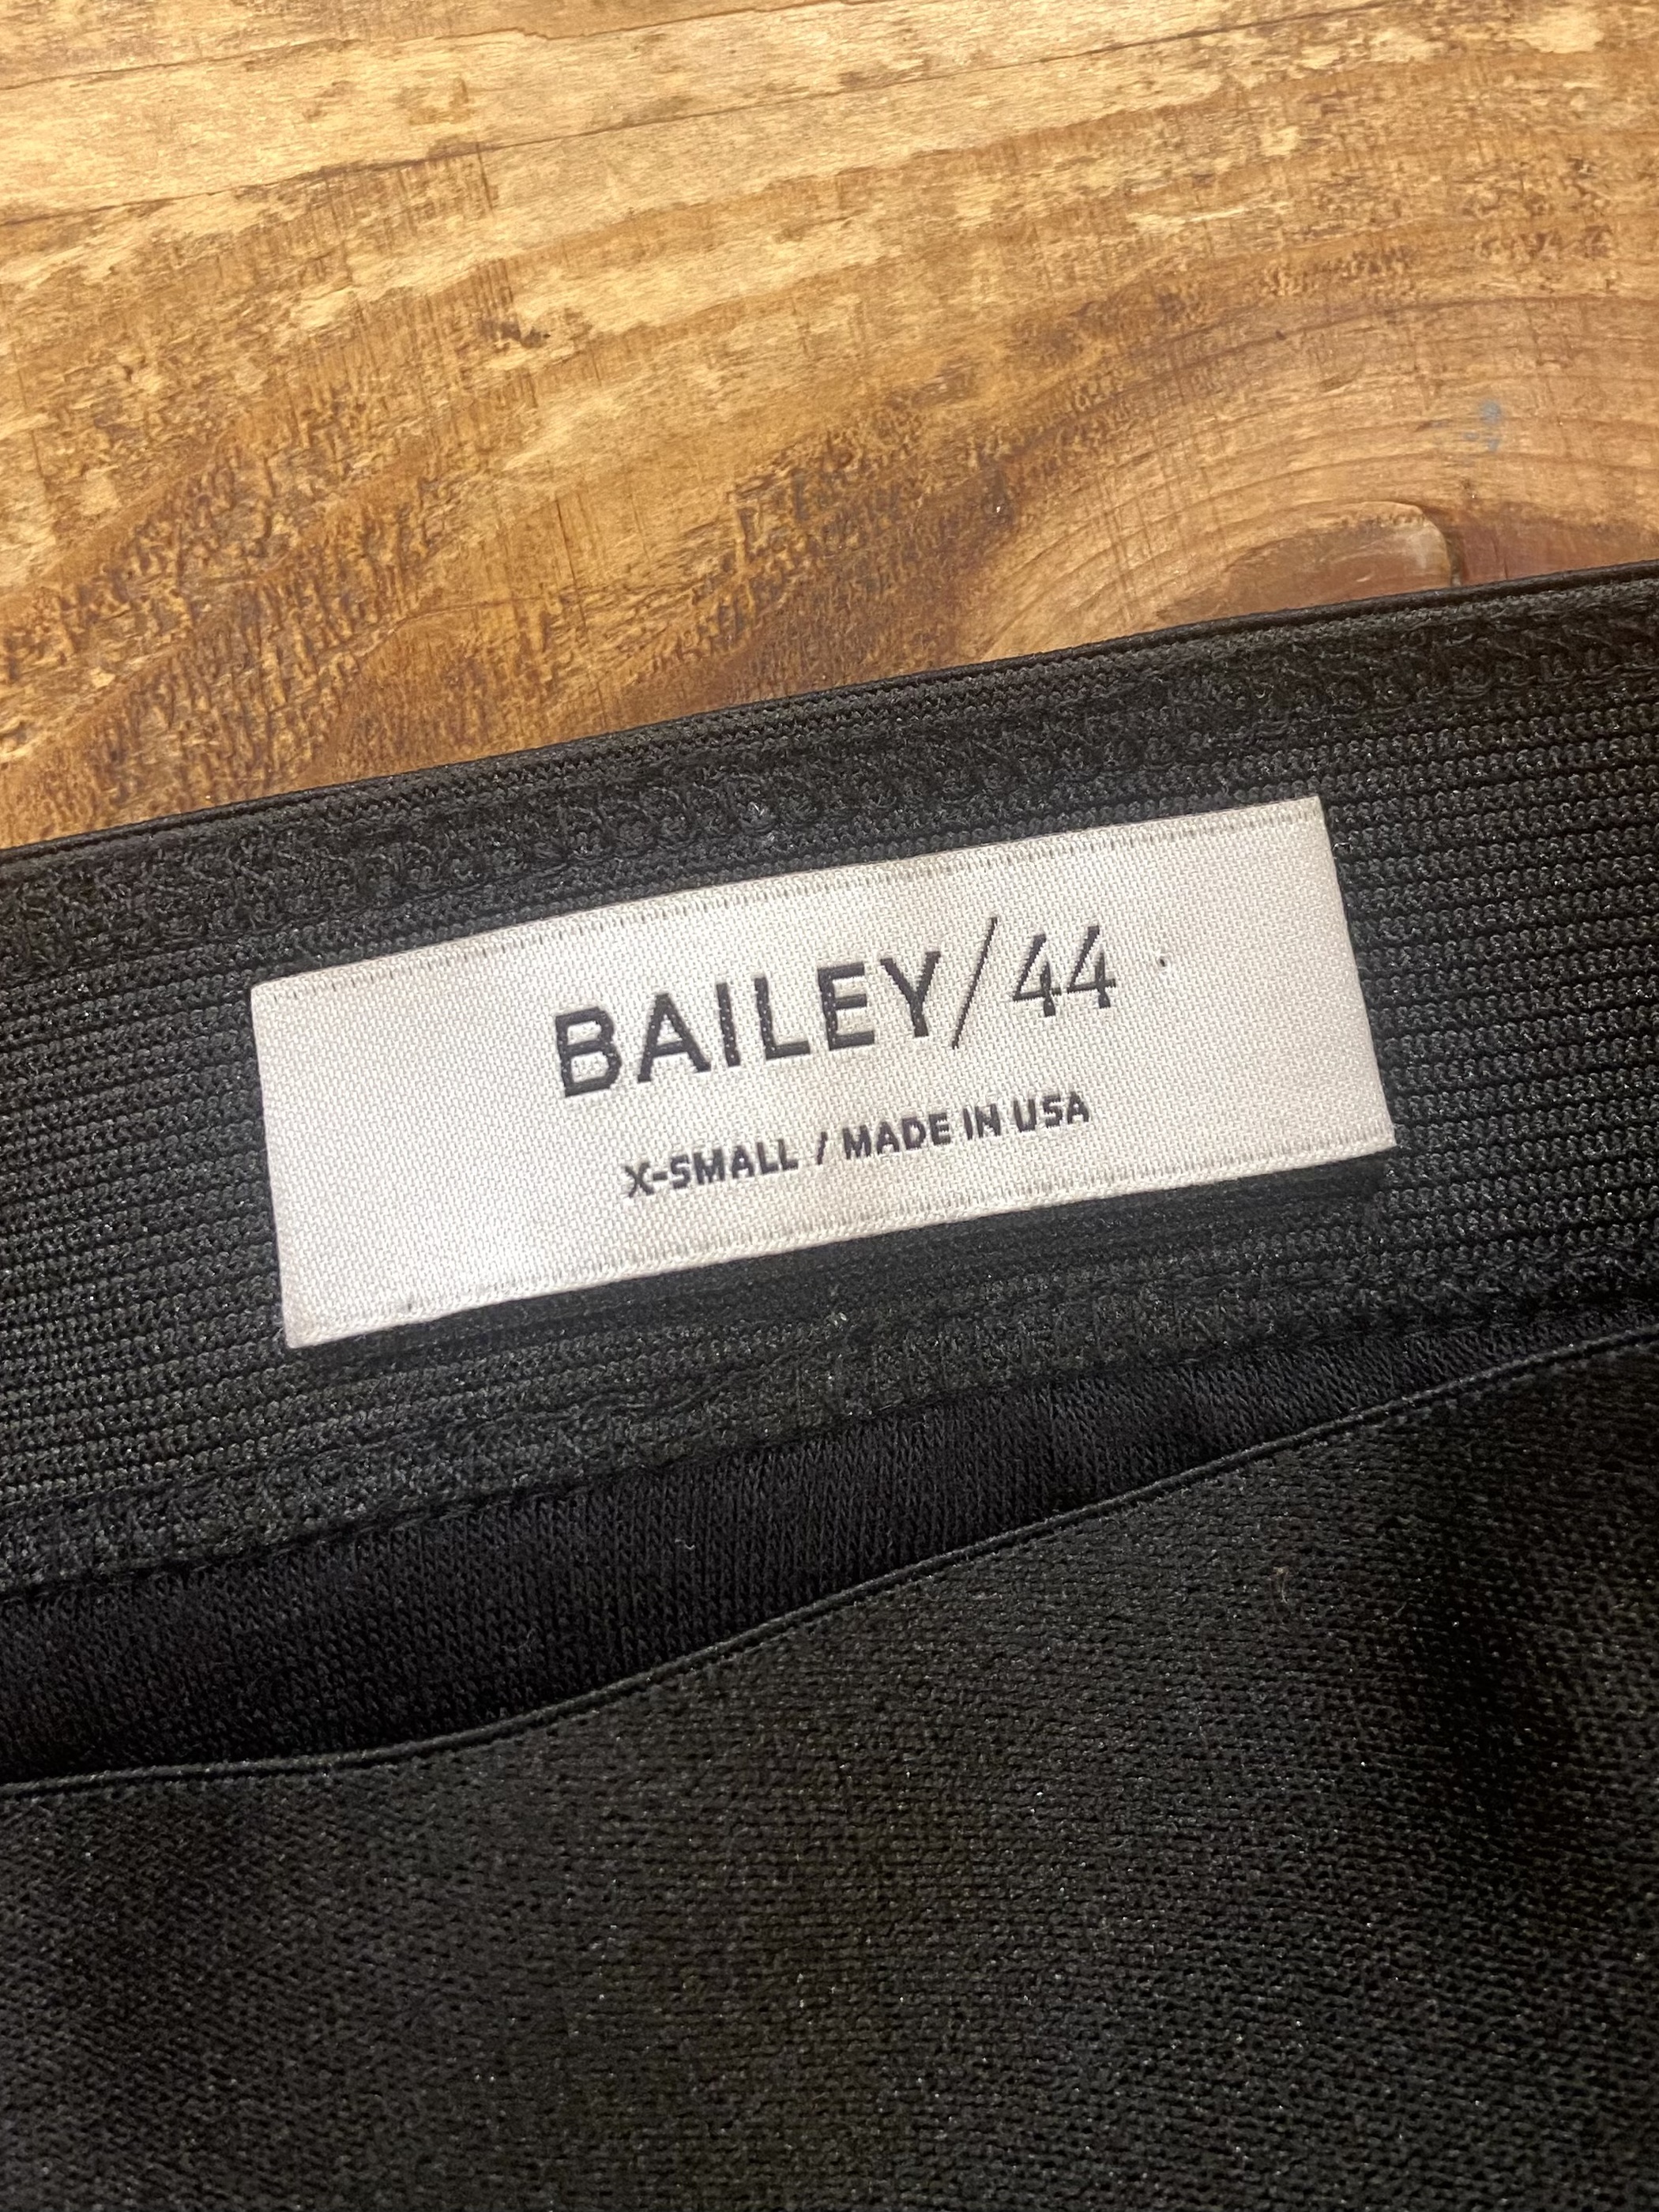 BAILEY/44
X-SMALL / MADE IN USA